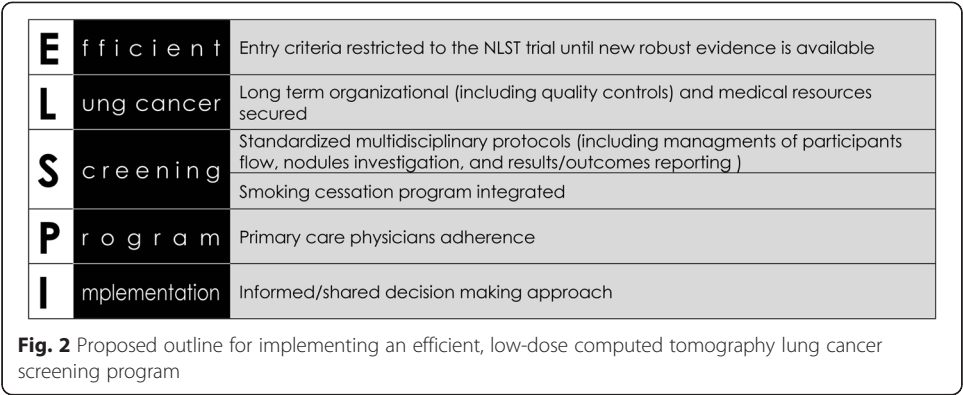 E fficient Entry criteria restricted to the NLST trial until new robust evidence is available
L ung cancer Long term organizational (including quality controls) and medical resources
secured
S creening Standardized multidisciplinary protocols (including managments of participants
flow, nodules investigation, and results/outcomes reporting )
Smoking cessation program integrated
P rogram Primary care physicians adherence
I mplementation Informed/shared decision making approach
Fig. 2 Proposed outline for implementing an efficient, low-dose computed tomography lung cancer
screening program